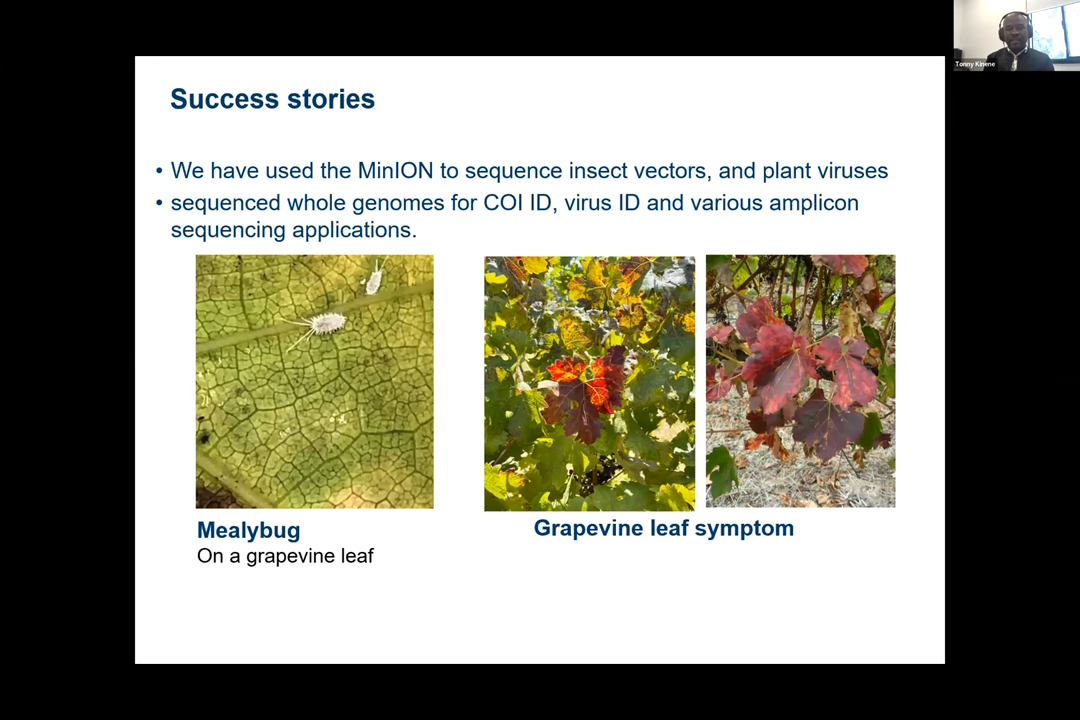 Tonny Kinene
Success stories
• We have used the MinION to sequence insect vectors, and plant viruses
• sequenced whole genomes for COI ID, virus ID and various amplicon
sequencing applications.
Mealybug
On a grapevine leaf
Grapevine leaf symptom